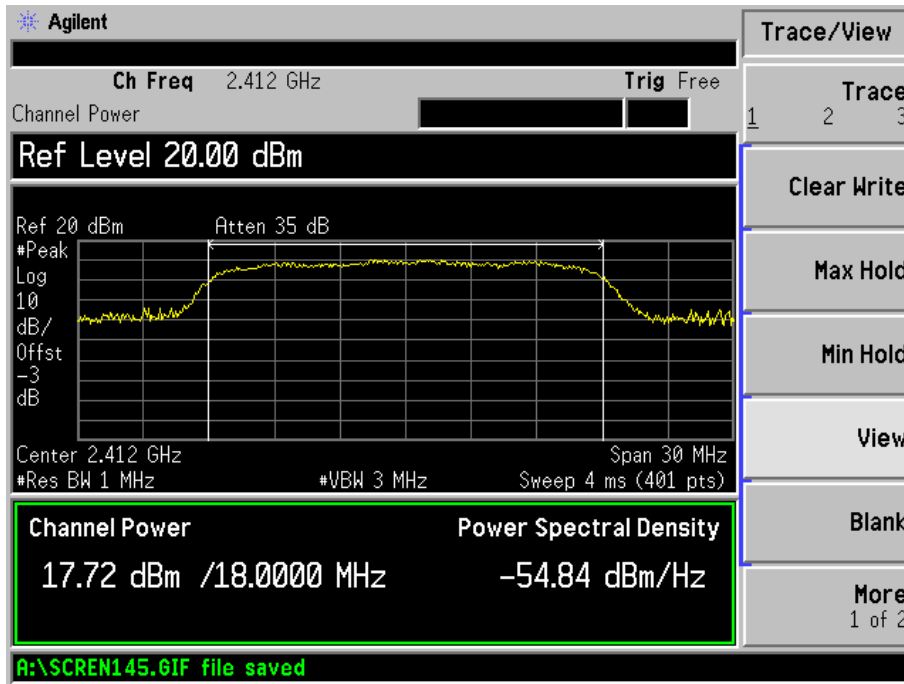 Agilent
Trace/View
Ch Freq 2.412 GHz Trig Free
Channel Power
Ref Level 20.00 dBm
Ref 20 dBm Atten 35 dB
#Peak
Log
10
dB/
Offst
-3
dB
Center 2.412 GHz Span 30 MHz
#Res BW 1 MHz #VBW 3 MHz Sweep 4 ms (401 pts)
Channel Power Power Spectral Density
17.72 dBm /18.0000 MHz -54.84 dBm/Hz
A:\SCREN145.GIF file saved
Trace
1 2 3
Clear Write
Max Hold
Min Hold
View
Blank
More
1 of 2